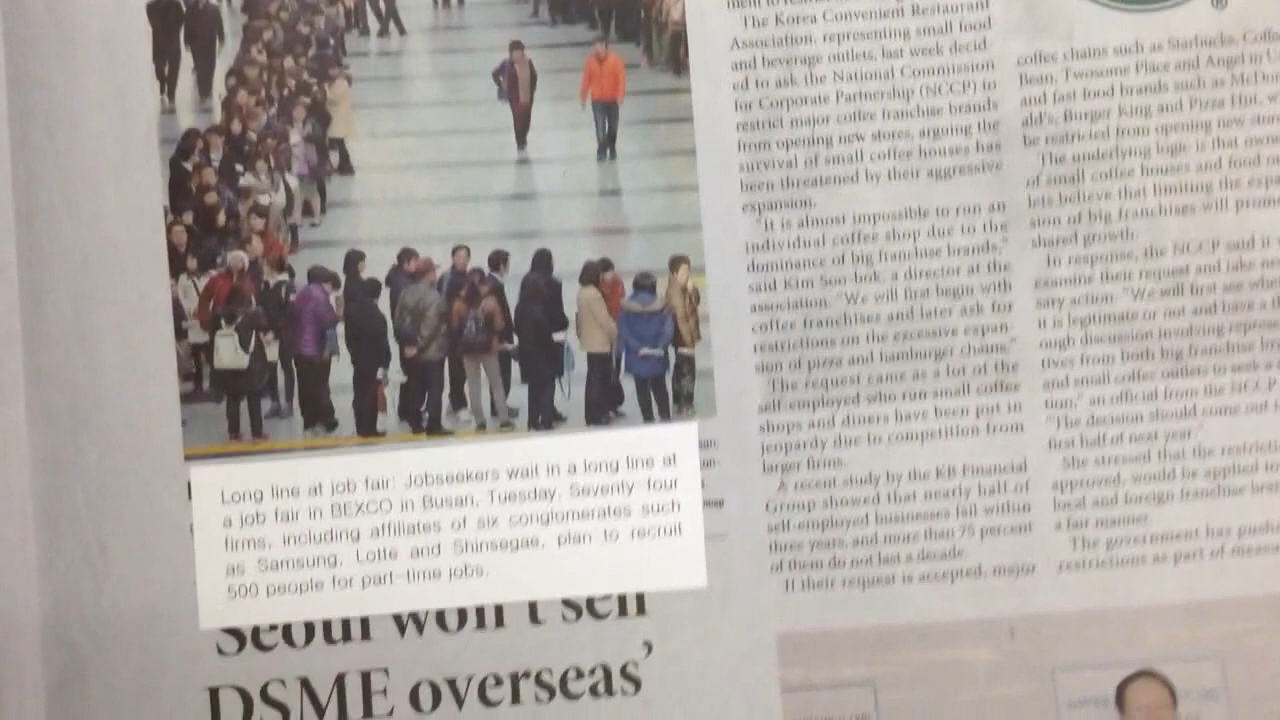 Long line at job fair: Jobseekers wait in a long line at
a job fair in BEXCO in Busan, Tuesday. Seventy-four
firms, including affiliates of six conglomerates such
as Samsung, Lotte and Shinsegae, plan to recruit
500 people for part-time jobs.
Seoul won't sell
DSME overseas'
The Korea Convenient Restaurant
Association, representing small food
and beverage outlets, last week decid-
ed to ask the National Commission
for Corporate Partnership (NCCP) to
restrict major coffee franchise brands
from opening new stores, arguing the
survival of small coffee houses has
been threatened by their aggressive
expansion.
"It is almost impossible to run an
individual coffee shop due to the
dominance of big franchise brands,"
said Kim Soo-bok, a director at the
association. "We will first begin with
coffee franchises and later ask for
restrictions on the excessive expan-
sion of pizza and hamburger chains."
The request came as a lot of the
self-employed who run small coffee
shops and diners have been put in
jeopardy due to competition from
larger firms.
A recent study by the KB Financial
Group showed that nearly half of
self-employed businesses fail within
three years, and more than 75 percent
of them do not last a decade.
If their request is accepted, major
coffee chains such as Starbucks, Coffee
Bean, Twosome Place and Angel in
and fast food brands such as
ald's, Burger King and Pizza Hut,
be restricted from opening new
The underlying logic is that
of small coffee houses and food
lets believe that limiting the
sion of big franchises will
shared growth.
In response, the NCCP said it
examine their request and take
sary action. "We will first see
it is legitimate or not and have a
ough discussion involving
tives from both big franchise
and small coffee outlets to seek a
tion," an official from the NCCP
"The decision should come out
first half of next year."
She stressed that the
approved, would be applied
local and foreign franchise
a fair manner.
The government has
restrictions as part of